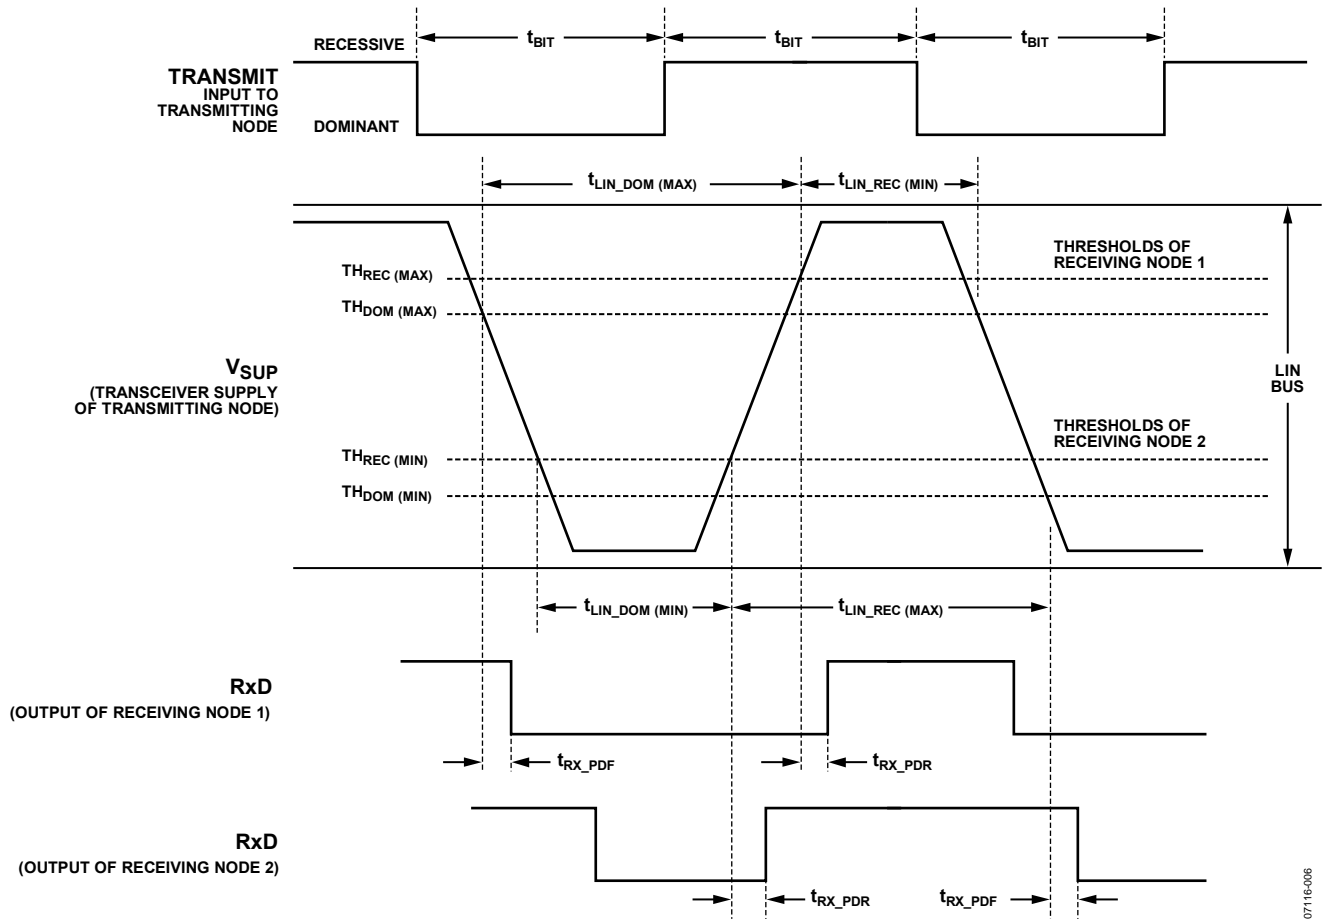 RECESSIVE
tBIT
tBIT
tBIT
TRANSMIT
INPUT TO
TRANSMITTING
NODE
DOMINANT
tLIN_DOM (MAX)
tLIN_REC (MIN)
THRESHOLDS OF
RECEIVING NODE 1
THREC (MAX)
THDOM (MAX)
VSUP
(TRANSCEIVER SUPPLY
OF TRANSMITTING NODE)
LIN
BUS
THRESHOLDS OF
RECEIVING NODE 2
THREC (MIN)
THDOM (MIN)
tLIN_DOM (MIN)
tLIN_REC (MAX)
RxD
(OUTPUT OF RECEIVING NODE 1)
tRX_PDF
tRX_PDR
RxD
(OUTPUT OF RECEIVING NODE 2)
tRX_PDR
tRX_PDF
07116-006